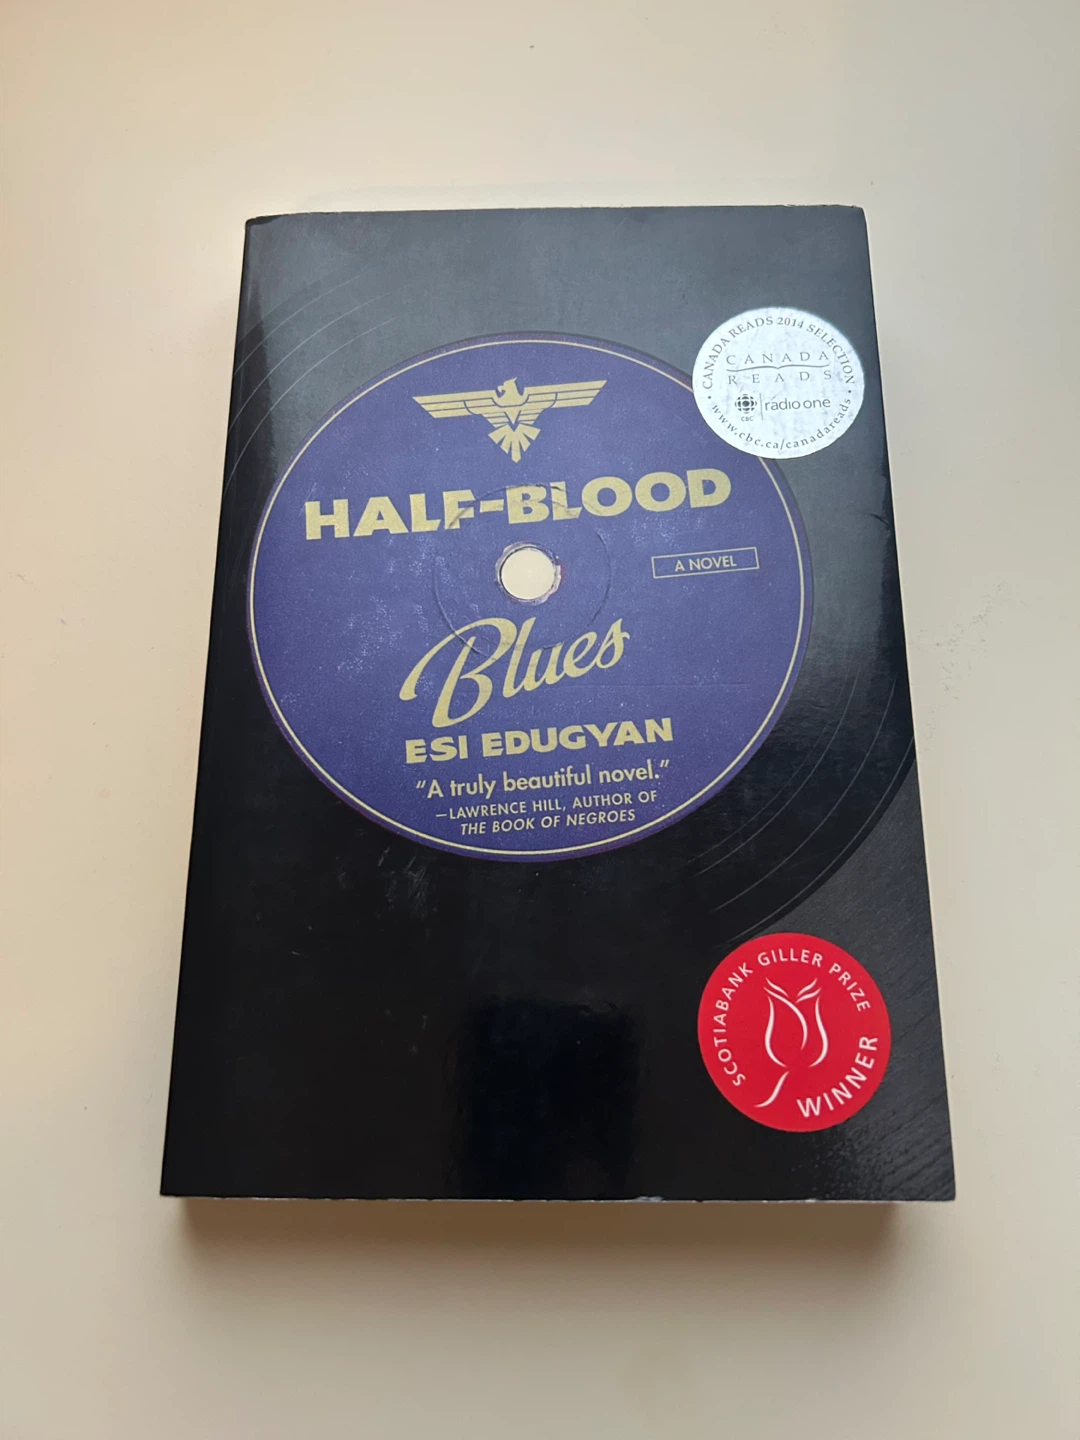 CANADA READS 2014 SELECTION
CANADA
READS
CBC
radio one
www.cbc.ca/canadareads
HALF-BLOOD
A NOVEL
Blues
ESI EDUGYAN
“A truly beautiful novel.”
—LAWRENCE HILL, AUTHOR OF
THE BOOK OF NEGROES
SCOTIABANK GILLER PRIZE
WINNER